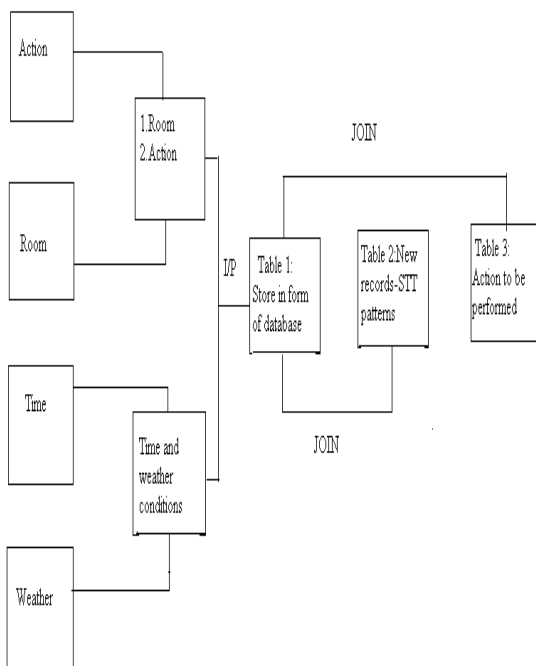 Action
1.Room
2.Action
JOIN
Room
I/P
Table 1:
Store in form
of database
Table 2:New
records-STT
patterns
Table 3:
Action to be
performed
Time
Time and
weather
conditions
JOIN
Weather